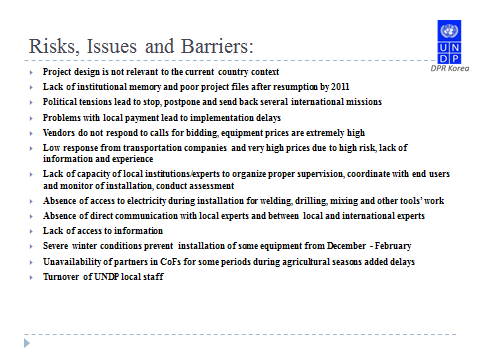 Risks, Issues and Barriers:
U N
D P
DPR Korea
Project design is not relevant to the current country context
Lack of institutional memory and poor project files after resumption by 2011
Political tensions lead to stop, postpone and send back several international missions
Problems with local payment lead to implementation delays
Vendors do not respond to calls for bidding, equipment prices are extremely high
Low response from transportation companies and very high prices due to high risk, lack of
information and experience
Lack of capacity of local institutions/experts to organize proper supervision, coordinate with end users
and monitor of installation, conduct assessment
Absence of access to electricity during installation for welding, drilling, mixing and other tools' work
Absence of direct communication with local experts and between local and international experts
Lack of access to information
Severe winter conditions prevent installation of some equipment from December - February
Unavailability of partners in CoFs for some periods during agricultural seasons added delays
Turnover of UNDP local staff